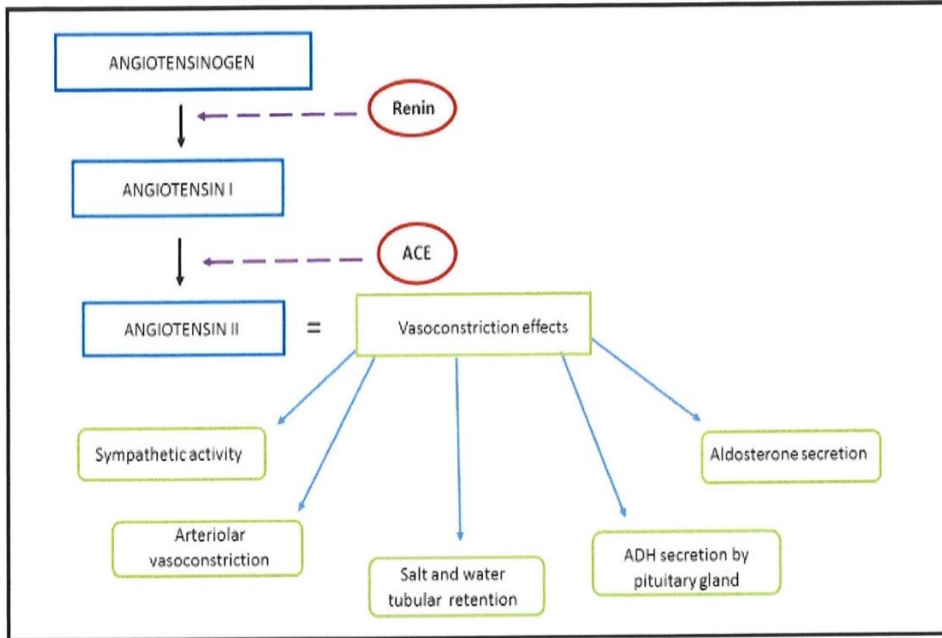 ANGIOTENSINOGEN
Renin
ANGIOTENSIN I
ACE
ANGIOTENSIN II
=
Vasoconstriction effects
Sympathetic activity
Aldosterone secretion
Arteriolar
vasoconstriction
Salt and water
tubular retention
ADH secretion by
pituitary gland